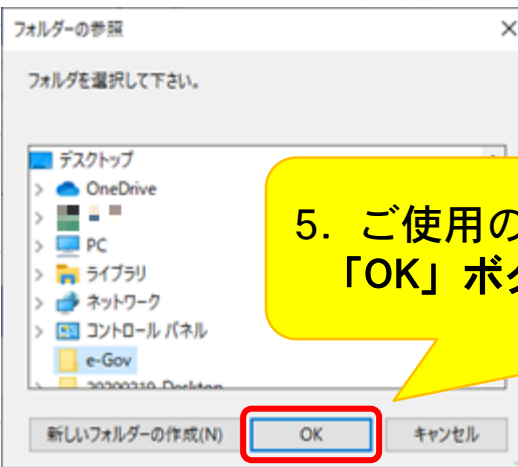 フォルダーの参照
フォルダを選択して下さい。
デスクトップ
OneDrive
PC
ライブラリ
ネットワーク
コントロール パネル
e-Gov
5. ご使用の
「OK」ボ
新しいフォルダーの作成(N)
OK
キャンセル